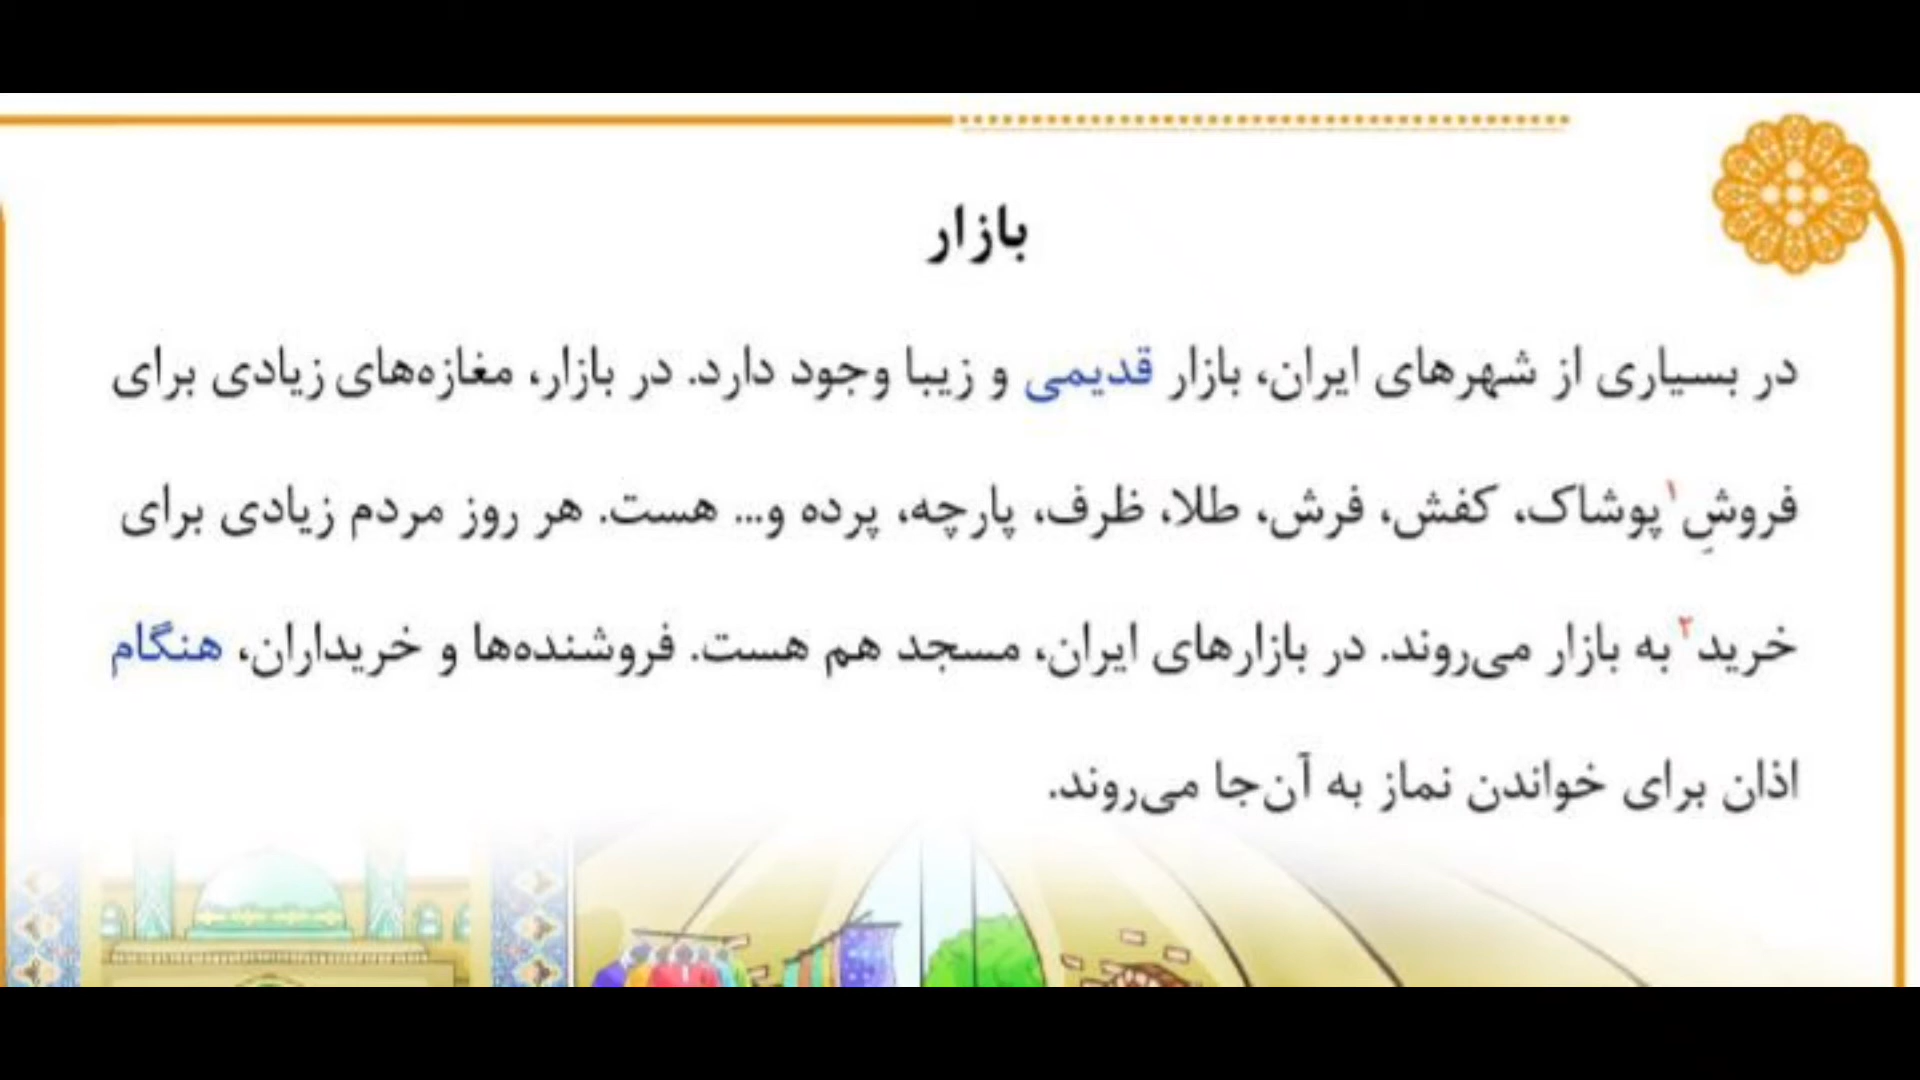 بازار
در بسیاری از شهرهای ایران، بازار قدیمی و زیبا وجود دارد. در بازار، مغازه‌های زیادی برای
فروشِ۱ پوشاک، کفش، فرش، طلا، ظرف، پارچه، پرده و... هست. هر روز مردم زیادی برای
خرید۲ به بازار می‌روند. در بازارهای ایران، مسجد هم هست. فروشنده‌ها و خریداران، هنگام
اذان برای خواندن نماز به آن‌جا می‌روند.